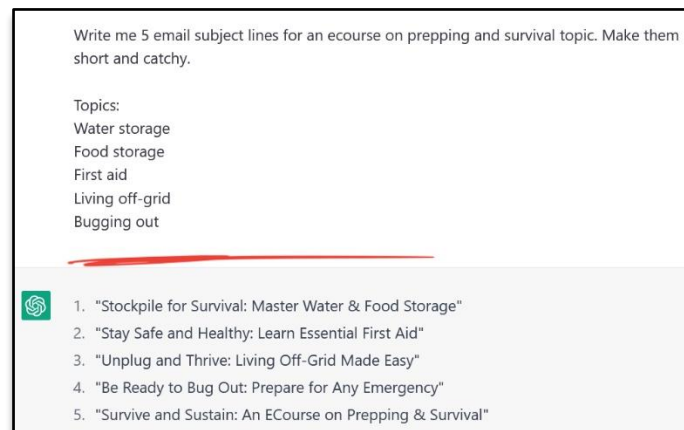 Write me 5 email subject lines for an ecourse on prepping and survival topic. Make them
short and catchy.
Topics:
Water storage
Food storage
First aid
Living off-grid
Bugging out
1. "Stockpile for Survival: Master Water & Food Storage"
2. "Stay Safe and Healthy: Learn Essential First Aid"
3. "Unplug and Thrive: Living Off-Grid Made Easy"
4. "Be Ready to Bug Out: Prepare for Any Emergency"
5. "Survive and Sustain: An ECourse on Prepping & Survival"